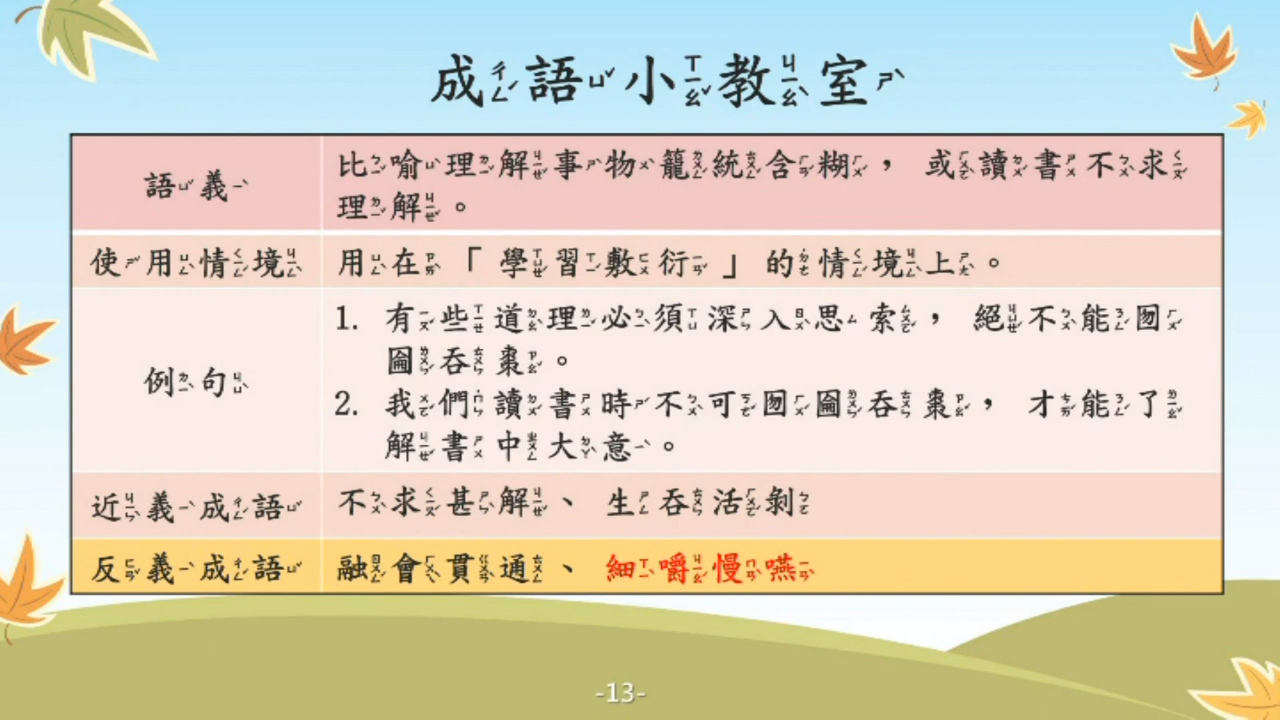 成語小教室
語義
比喻理解事物籠統含糊，或讀書不求
理解。
使用情境
用在「學習敷衍」的情境上。
例句
1. 有些道理必須深入思索，絕不能囫
圇吞棗。
2. 我們讀書時不可囫圇吞棗，才能了
解書中大意。
近義成語
不求甚解、生吞活剝
反義成語
融會貫通、細嚼慢嚥
-13-